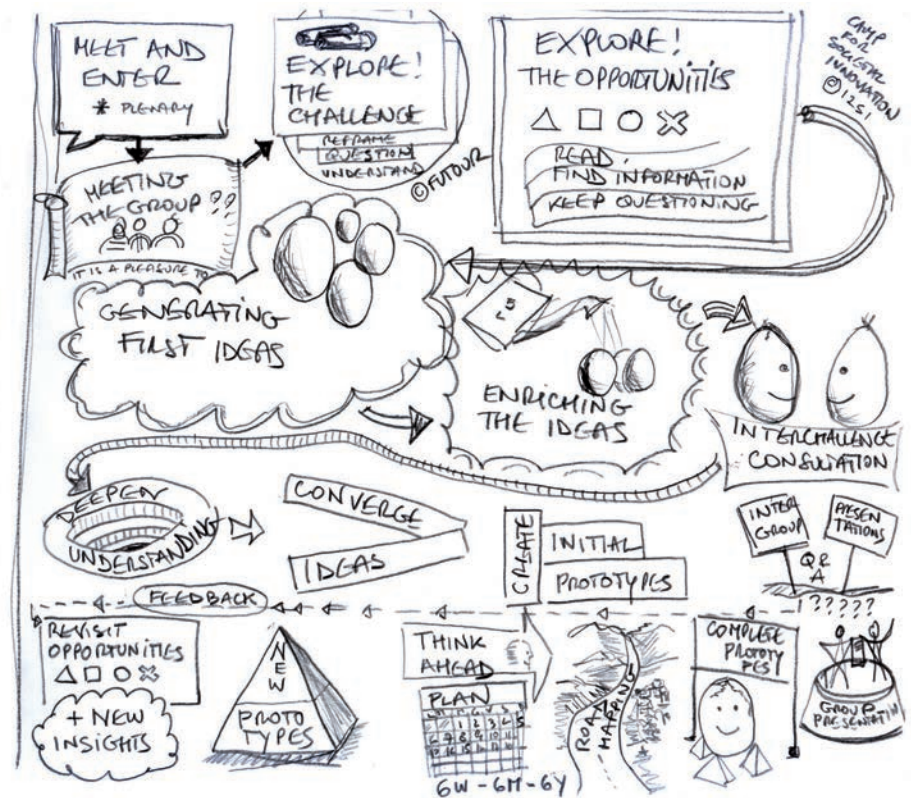 MEET AND
ENTER
* PLENARY
EXPLORE!
THE
CHALLENGE
REFRAME
QUESTION
UNDERSTAND
© FUTOUR
EXPLORE!
THE OPPORTUNITIES
READ
FIND INFORMATION
KEEP QUESTIONING
CAMP
FOR
SOCIETAL
INNOVATION
© 12SI
MEETING
THE GROUP ??
IT IS A PLEASURE TO
GENERATING
FIRST IDEAS
ENRICHING
THE IDEAS
INTERCHALLENGE
CONSULTATION
DEEPEN
UNDERSTANDING
CONVERGE
IDEAS
CREATE
INITIAL
PROTOTYPES
INTER
GROUP
PRESEN
TATIONS
Q &
A
FEEDBACK
?????
REVISIT
OPPORTUNITIES
+ NEW
INSIGHTS
NEW
PROTO
TYPES
THINK
AHEAD
PLAN
6W - 6M - 6Y
ROAD
MAPPING
COMPLETE
PROTOTY
PES
GROUP
PRESENTATION